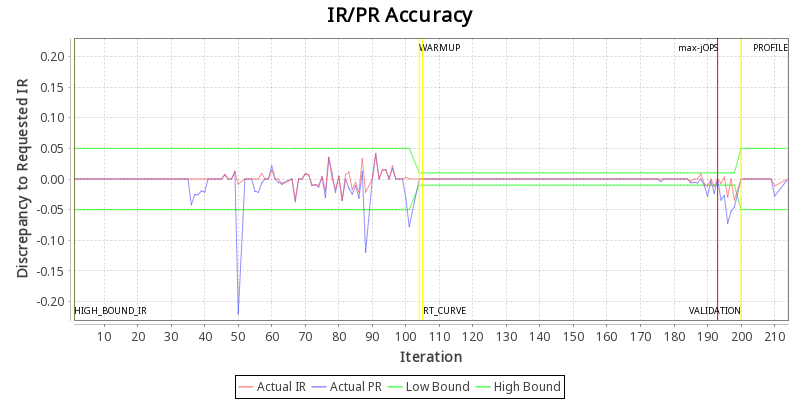 IR/PR Accuracy
Discrepancy to Requested IR
0.20
0.15
0.10
0.05
0.00
-0.05
-0.10
-0.15
-0.20
WARMUP
max-jOPS
PROFILE
HIGH_BOUND_IR
RT_CURVE
VALIDATION
10 20 30 40 50 60 70 80 90 100 110 120 130 140 150 160 170 180 190 200 210
Iteration
Actual IR Actual PR Low Bound High Bound